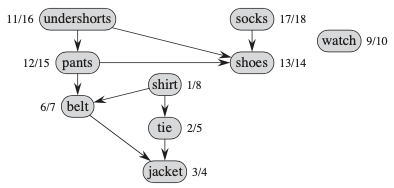 11/16 undershorts socks 17/18
watch 9/10
12/15 pants shoes 13/14
shirt 1/8
6/7 belt
tie 2/5
jacket 3/4